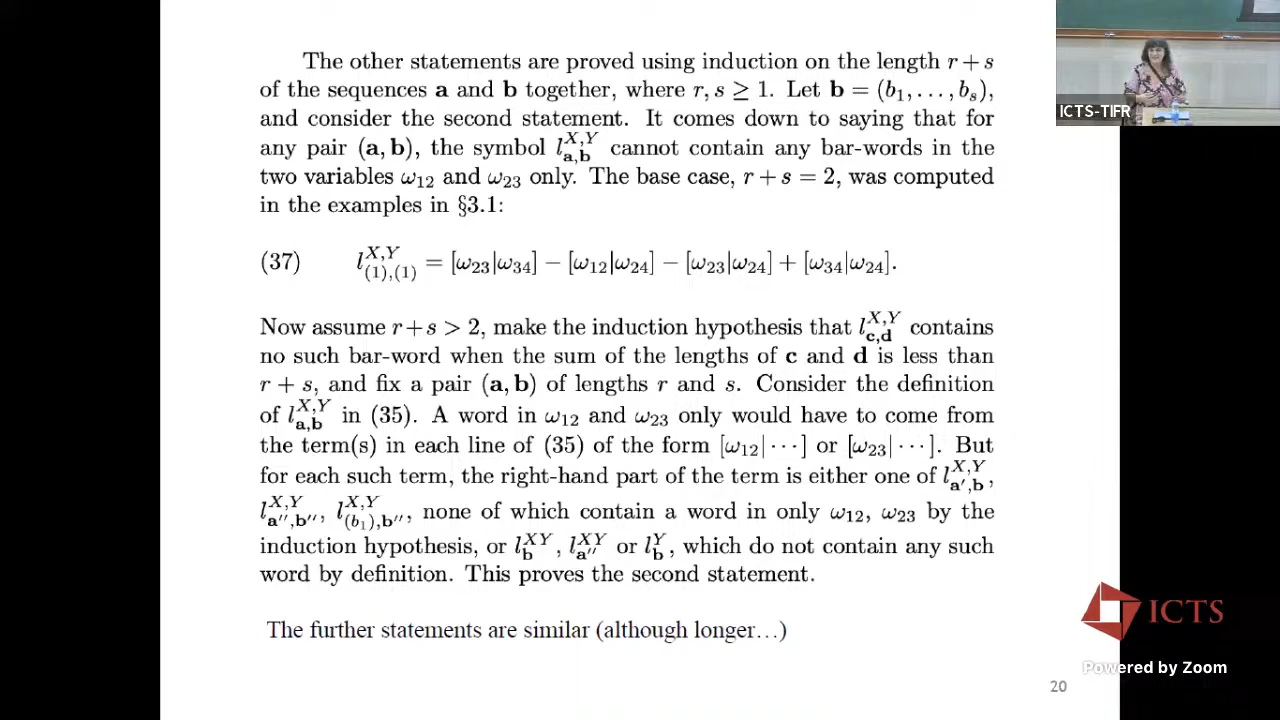 The other statements are proved using induction on the length r + s
of the sequences a and b together, where r, s ≥ 1. Let b = (b₁, . . . , bₛ),
and consider the second statement. It comes down to saying that for
any pair (a, b), the symbol l_{a,b}^{X,Y} cannot contain any bar-words in the
two variables ω₁₂ and ω₂₃ only. The base case, r + s = 2, was computed
in the examples in §3.1:
(37) l_{(1),(1)}^{X,Y} = [ω₂₃|ω₃₄] − [ω₁₂|ω₂₄] − [ω₂₃|ω₂₄] + [ω₃₄|ω₂₄].
Now assume r+s > 2, make the induction hypothesis that l_{c,d}^{X,Y} contains
no such bar-word when the sum of the lengths of c and d is less than
r + s, and fix a pair (a, b) of lengths r and s. Consider the definition
of l_{a,b}^{X,Y} in (35). A word in ω₁₂ and ω₂₃ only would have to come from
the term(s) in each line of (35) of the form [ω₁₂| · · · ] or [ω₂₃| · · · ]. But
for each such term, the right-hand part of the term is either one of l_{a′,b}^{X,Y},
l_{a′′,b′′}^{X,Y}, l_{(b₁),b′′}^{X,Y}, none of which contain a word in only ω₁₂, ω₂₃ by the
induction hypothesis, or l_{b}^{XY}, l_{a′′}^{XY} or l_{b}^{Y}, which do not contain any such
word by definition. This proves the second statement.
The further statements are similar (although longer…)
20
ICTS-TIFR
ICTS
Powered by Zoom